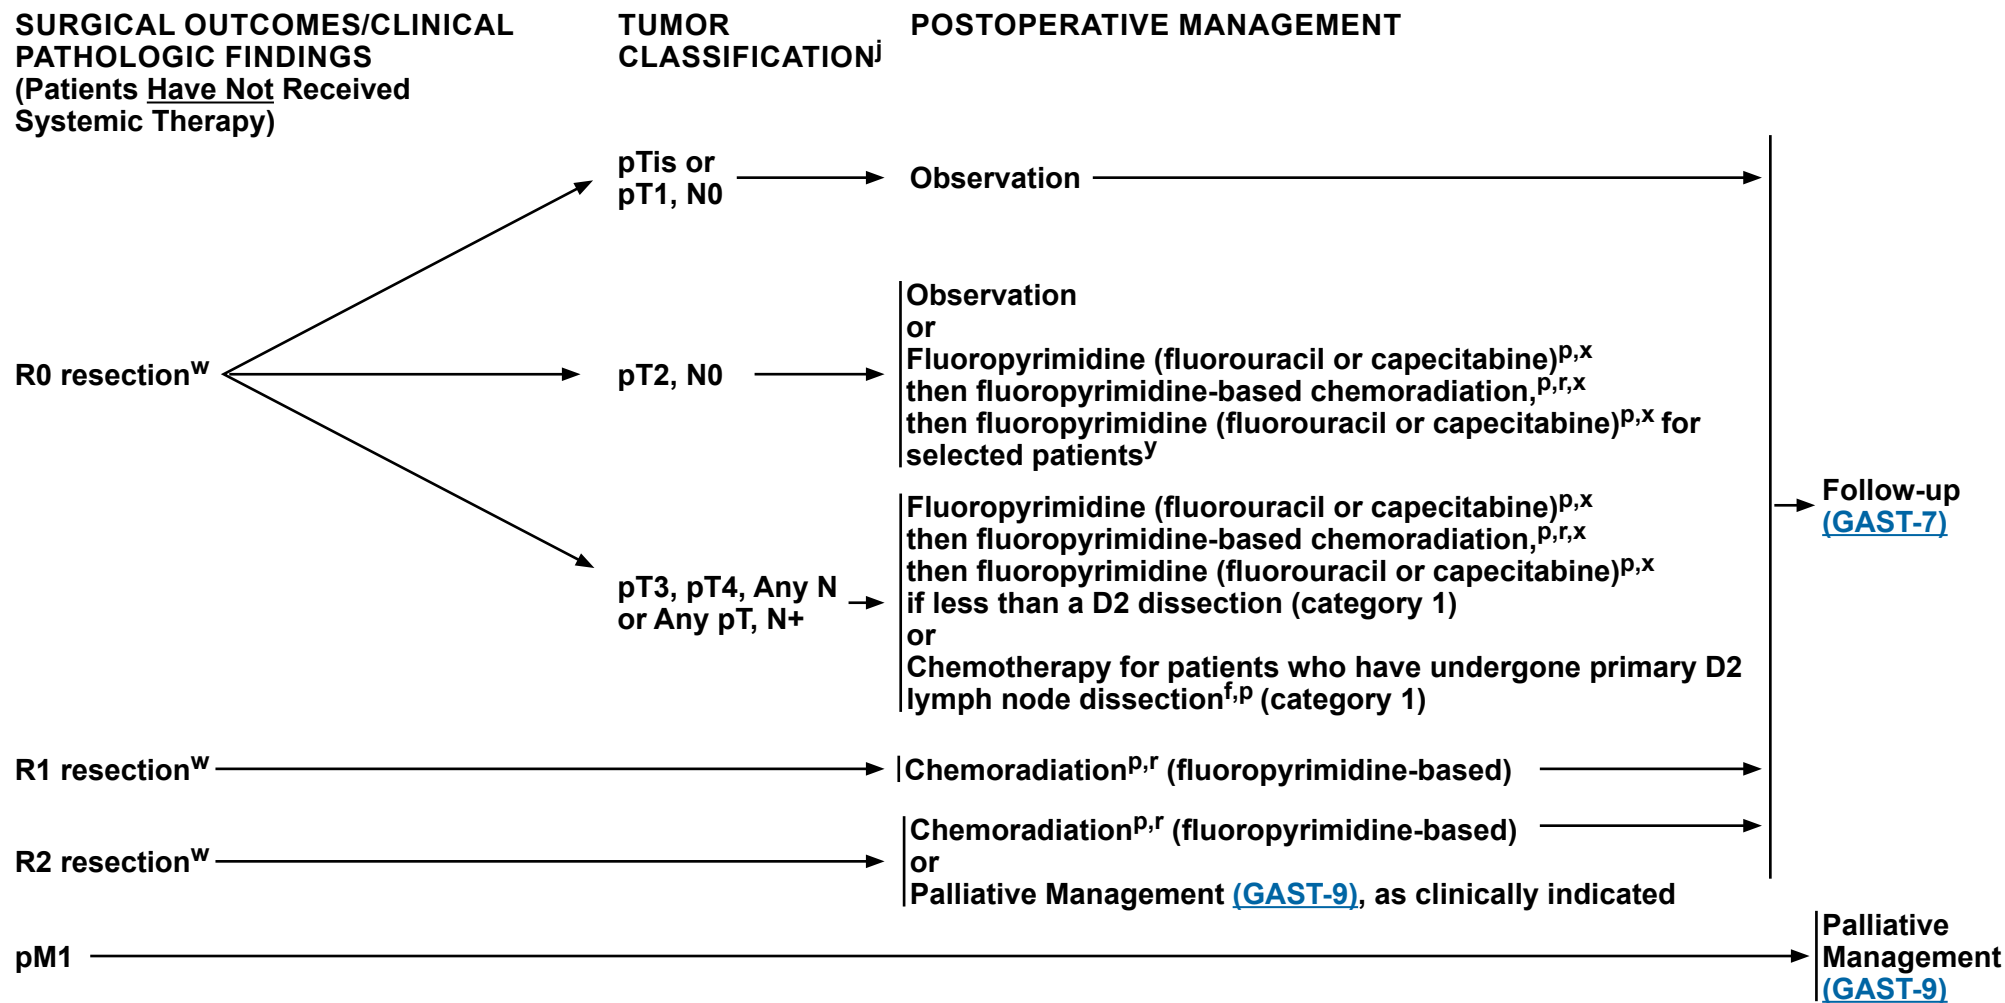 SURGICAL OUTCOMES/CLINICAL
PATHOLOGIC FINDINGS
(Patients Have Not Received
Systemic Therapy)
TUMOR
CLASSIFICATIONj
POSTOPERATIVE MANAGEMENT
R0 resectionw
pTis or
pT1, N0
Observation
pT2, N0
Observation
or
Fluoropyrimidine (fluorouracil or capecitabine)p,x
then fluoropyrimidine-based chemoradiation,p,r,x
then fluoropyrimidine (fluorouracil or capecitabine)p,x for
selected patientsy
pT3, pT4, Any N
or Any pT, N+
Fluoropyrimidine (fluorouracil or capecitabine)p,x
then fluoropyrimidine-based chemoradiation,p,r,x
then fluoropyrimidine (fluorouracil or capecitabine)p,x
if less than a D2 dissection (category 1)
or
Chemotherapy for patients who have undergone primary D2
lymph node dissectionf,p (category 1)
Follow-up
(GAST-7)
R1 resectionw
Chemoradiationp,r (fluoropyrimidine-based)
R2 resectionw
Chemoradiationp,r (fluoropyrimidine-based)
or
Palliative Management (GAST-9), as clinically indicated
pM1
Palliative
Management
(GAST-9)